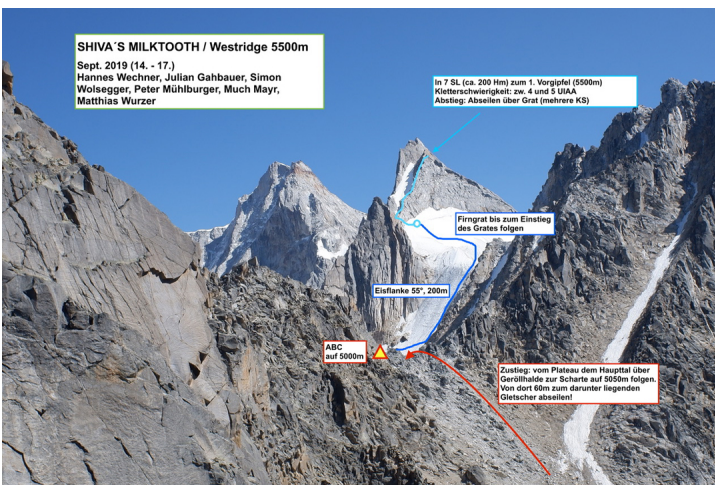 SHIVA´S MILKTOOTH / Westridge 5500m
Sept. 2019 (14. - 17.)
Hannes Wechner, Julian Gahbauer, Simon
Wolsegger, Peter Mühlburger, Much Mayr,
Matthias Wurzer
In 7 SL (ca. 200 Hm) zum 1. Vorgipfel (5500m)
Kletterschwierigkeit: zw. 4 und 5 UIAA
Abstieg: Abseilen über Grat (mehrere KS)
Firngrat bis zum Einstieg
des Grates folgen
Eisflanke 55°, 200m
ABC
auf 5000m
Zustieg: vom Plateau dem Haupttal über
Geröllhalde zur Scharte auf 5050m folgen.
Von dort 60m zum darunter liegenden
Gletscher abseilen!